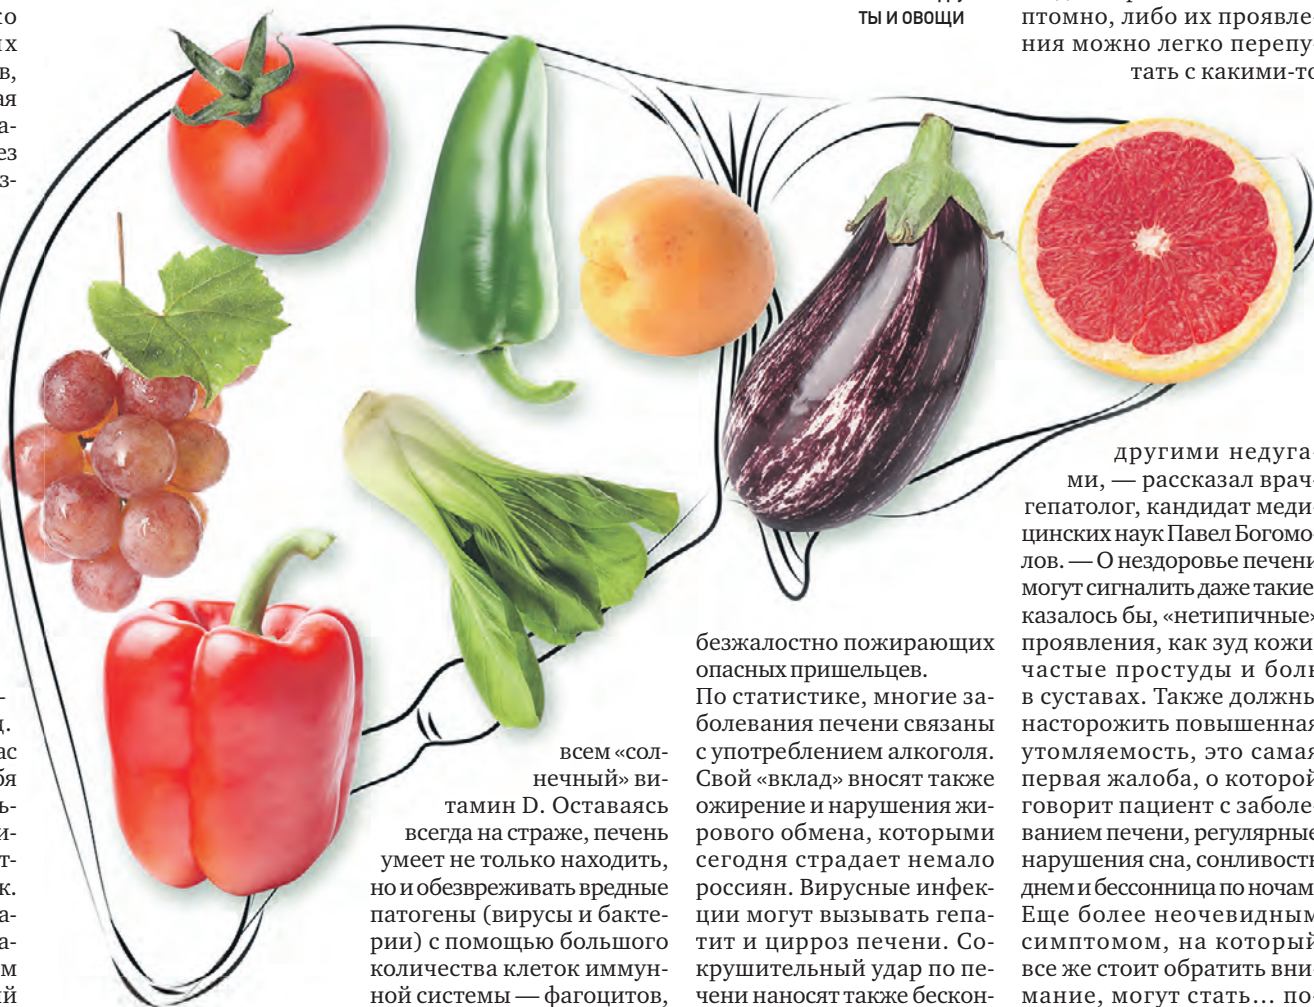 в,
ая
а-
ез
з-
ас
бя
ь-
и-
т-
к.
а-
а-
м
всем «сол-
нечный» ви-
тамин D. Оставаясь
всегда на страже, печень
умеет не только находить,
но и обезвреживать вредные
патогены (вирусы и бакте-
рии) с помощью большого
количества клеток иммун-
ной системы — фагоцитов,
ТЫ И ОВОЩИ
безжалостно пожирающих
опасных пришельцев.
По статистике, многие за-
болевания печени связаны
с употреблением алкоголя.
Свой «вклад» вносят также
ожирение и нарушения жи-
рового обмена, которыми
сегодня страдает немало
россиян. Вирусные инфек-
ции могут вызывать гепа-
тит и цирроз печени. Со-
крушительный удар по пе-
чени наносят также бескон-
птомно, либо их проявле-
ния можно легко перепу-
тать с какими-то
другими недуга-
ми, — рассказал врач-
гепатолог, кандидат меди-
цинских наук Павел Богомо-
лов. — О нездоровье печени
могут сигналить даже такие,
казалось бы, «нетипичные»
проявления, как зуд кожи,
частые простуды и боль
в суставах. Также должны
насторожить повышенная
утомляемость, это самая
первая жалоба, о которой
говорит пациент с заболе-
ванием печени, регулярные
нарушения сна, сонливость
днем и бессонница по ночам.
Еще более неочевидным
симптомом, на который
все же стоит обратить вни-
мание, могут стать... по-